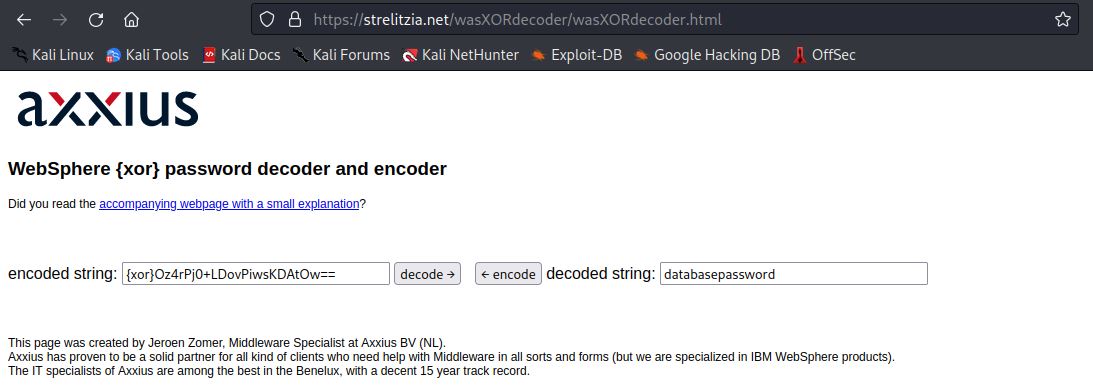 https://strelitzia.net/wasXORdecoder/wasXORdecoder.html
Kali Linux Kali Tools Kali Docs Kali Forums Kali NetHunter Exploit-DB Google Hacking DB OffSec
axxius
WebSphere {xor} password decoder and encoder
Did you read the accompanying webpage with a small explanation?
encoded string: {xor}Oz4rPj0+LDovPiwsKDAtOw== decode → ← encode decoded string: databasepassword
This page was created by Jeroen Zomer, Middleware Specialist at Axxius BV (NL).
Axxius has proven to be a solid partner for all kind of clients who need help with Middleware in all sorts and forms (but we are specialized in IBM WebSphere products).
The IT specialists of Axxius are among the best in the Benelux, with a decent 15 year track record.